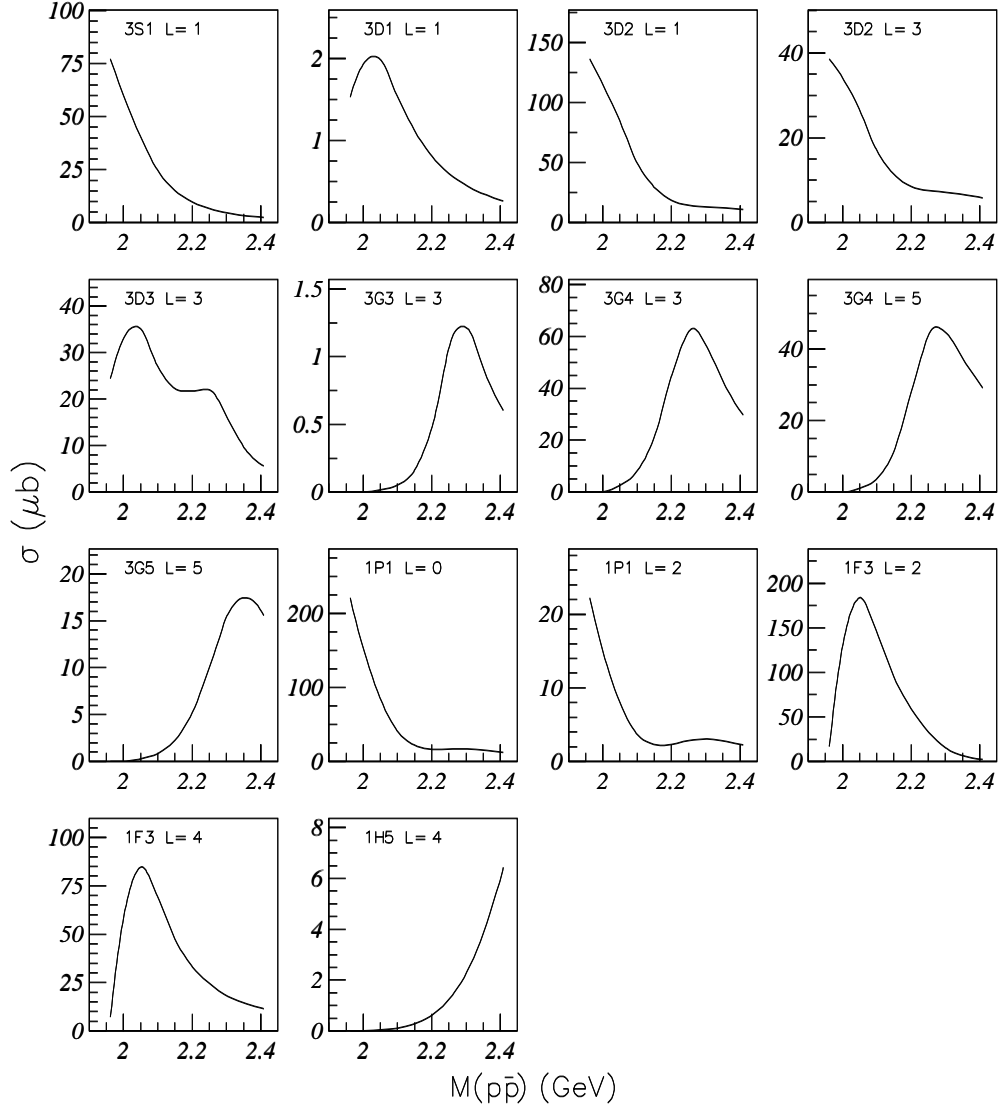 3S1 L= 1
100
75
50
25
0
2 2.2 2.4
3D1 L= 1
2
1
0
2 2.2 2.4
3D2 L= 1
150
100
50
0
2 2.2 2.4
3D2 L= 3
40
20
0
2 2.2 2.4
3D3 L= 3
40
30
20
10
0
2 2.2 2.4
3G3 L= 3
1.5
1
0.5
0
2 2.2 2.4
3G4 L= 3
80
60
40
20
0
2 2.2 2.4
3G4 L= 5
40
20
0
2 2.2 2.4
σ (μb)
3G5 L= 5
20
15
10
5
0
2 2.2 2.4
1P1 L= 0
200
100
0
2 2.2 2.4
1P1 L= 2
20
10
0
2 2.2 2.4
1F3 L= 2
200
150
100
50
0
2 2.2 2.4
1F3 L= 4
100
75
50
25
0
2 2.2 2.4
1H5 L= 4
8
6
4
2
0
2 2.2 2.4
M(pp̄) (GeV)